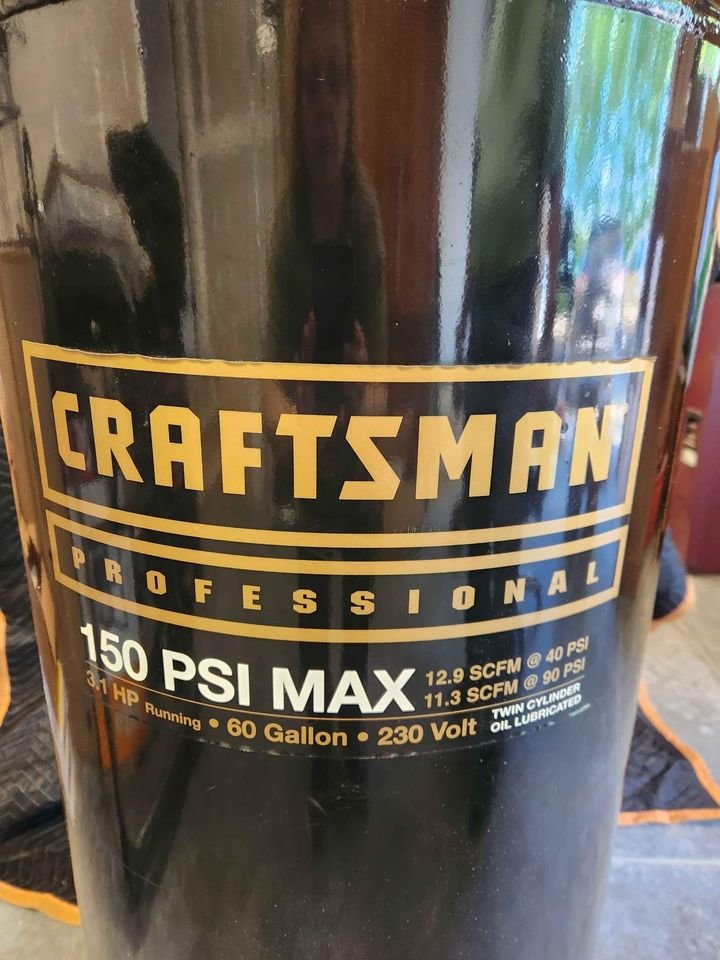 CRAFTSMAN
PROFESSIONAL
150 PSI MAX
12.9 SCFM @ 40 PSI
11.3 SCFM @ 90 PSI
3.1 HP Running • 60 Gallon • 230 Volt
TWIN CYLINDER
OIL LUBRICATED